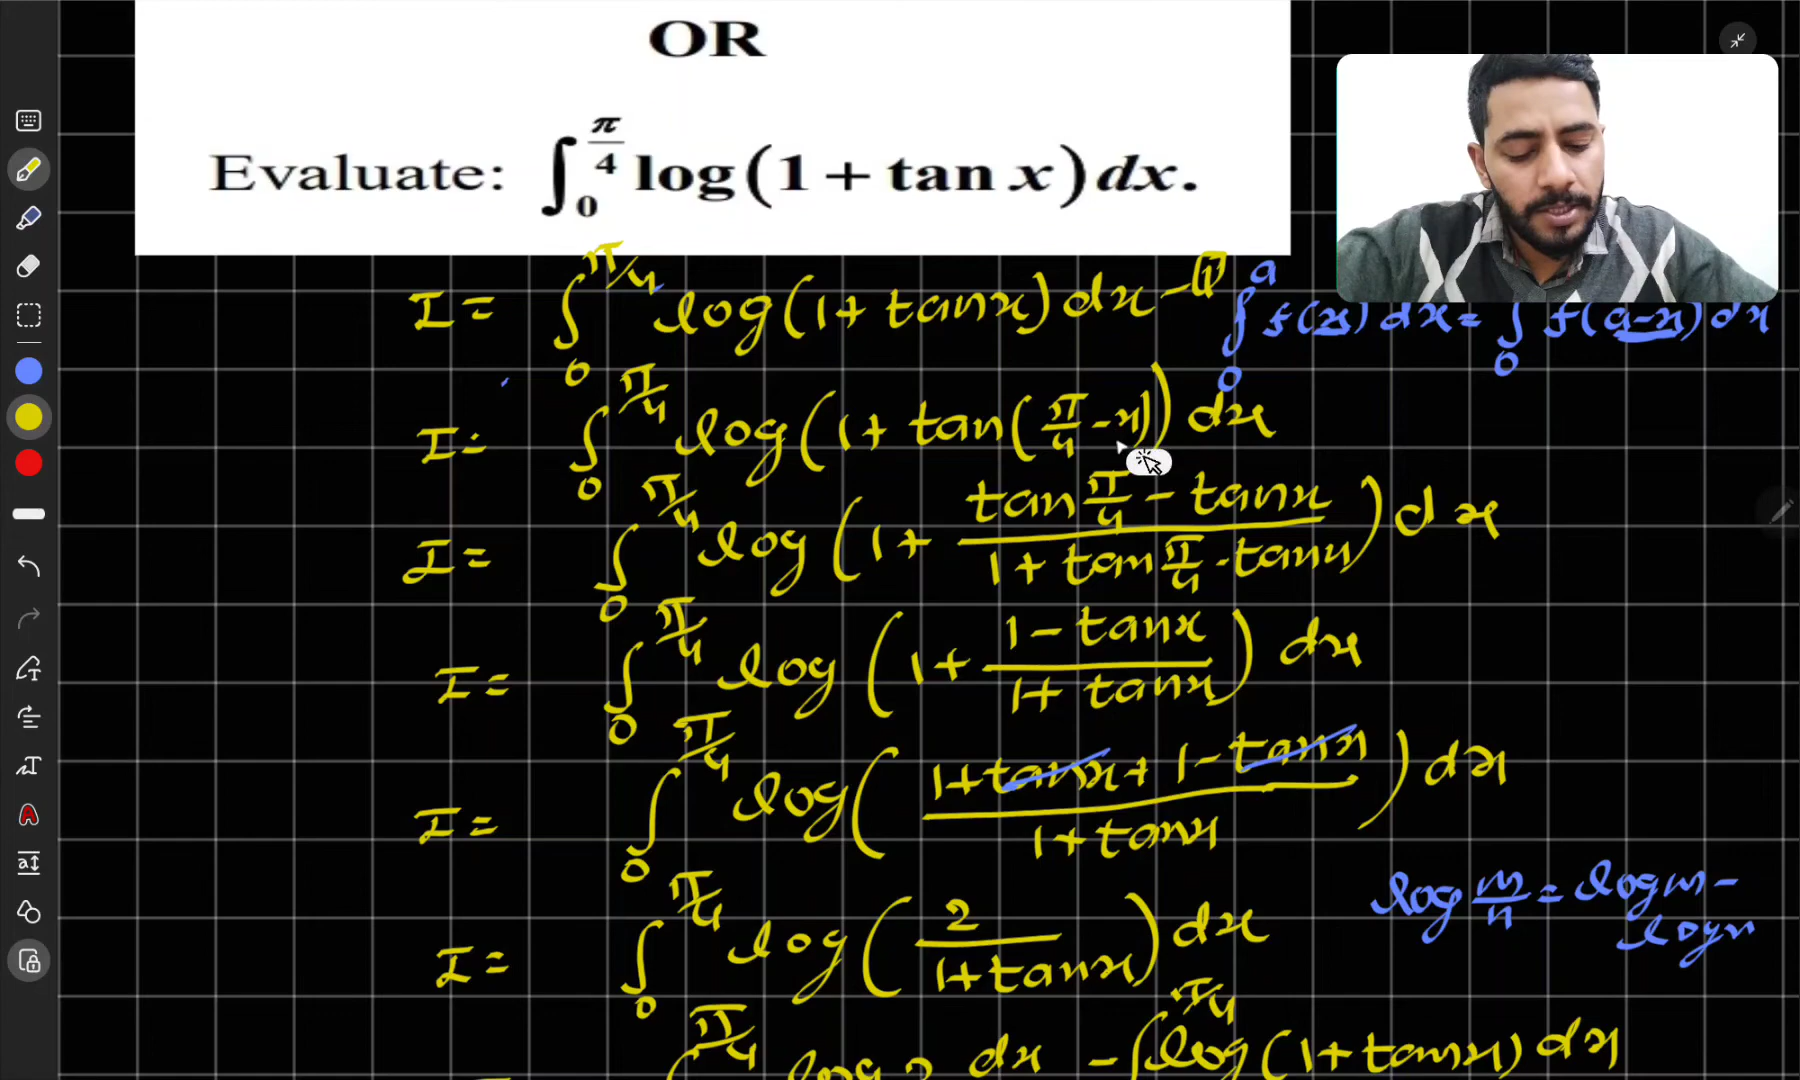 OR
Evaluate: ∫₀^{π/4} log(1 + tan x) dx.
I = ∫₀^{π/4} log(1 + tanx) dx – (1)
∫₀^a f(x) dx = ∫₀ f(a-x) dx
I = ∫₀^{π/4} log(1 + tan(π/4 - x)) dx
I = ∫₀^{π/4} log(1 + (tan π/4 - tanx)/(1 + tan π/4 · tanx)) dx
I = ∫₀^{π/4} log(1 + (1 - tanx)/(1 + tanx)) dx
I = ∫₀^{π/4} log((1 + tanx + 1 - tanx)/(1 + tanx)) dx
log m/n = log m -
log n
I = ∫₀^{π/4} log(2/(1 + tanx)) dx
∫^{π/4} log 2 dx - ∫^{π/4} log(1 + tanx) dx